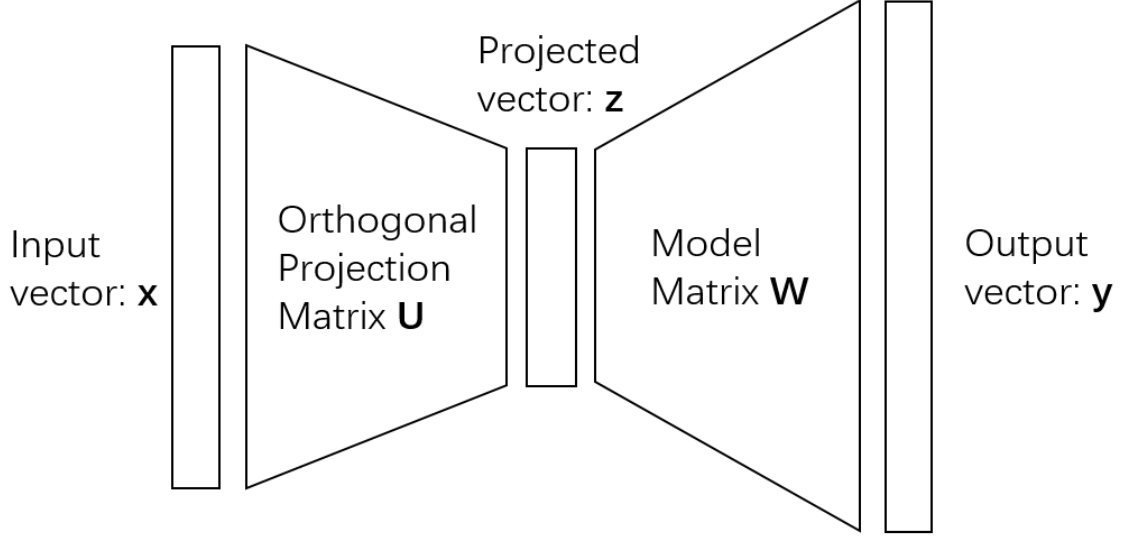 Input
vector: x
Orthogonal
Projection
Matrix U
Projected
vector: z
Model
Matrix W
Output
vector: y